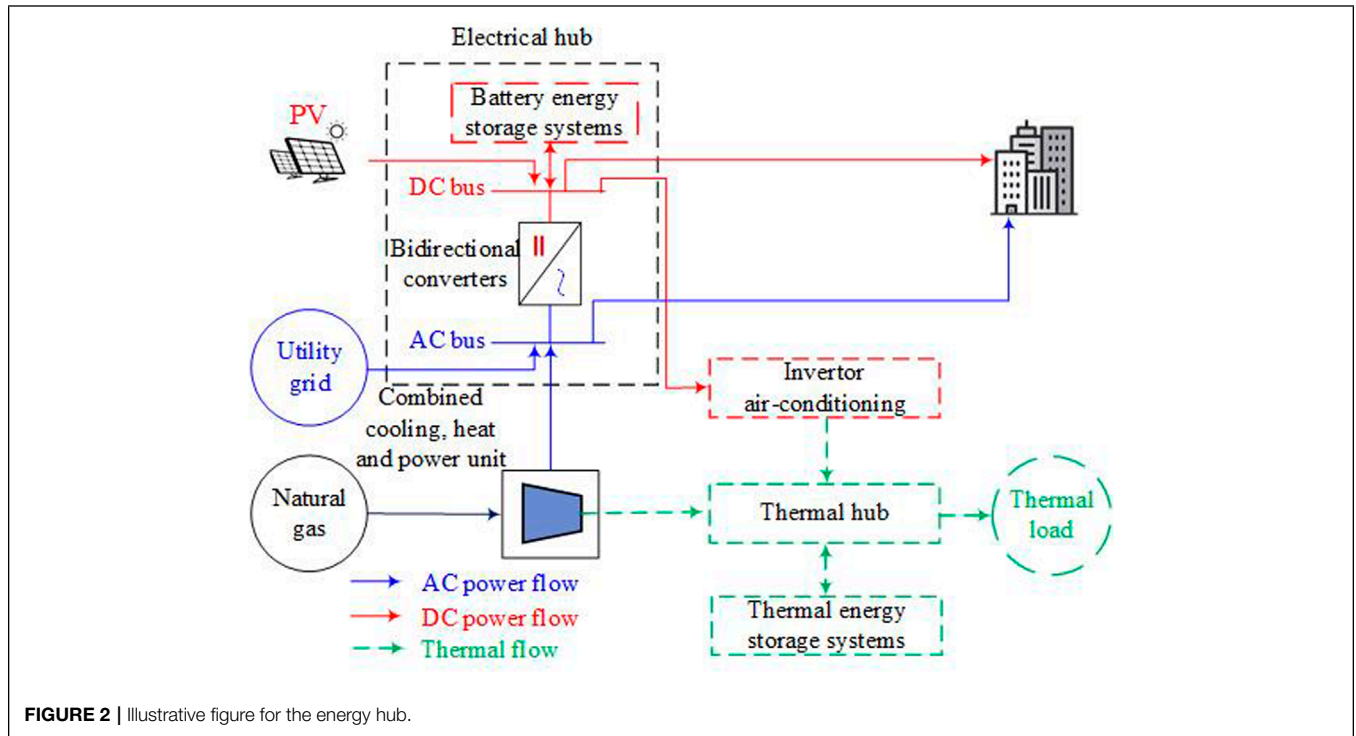 Electrical hub
PV
Battery energy
storage systems
DC bus
Bidirectional
converters
AC bus
Utility
grid
Combined
cooling, heat
and power unit
Invertor
air-conditioning
Natural
gas
Thermal hub
Thermal
load
Thermal energy
storage systems
AC power flow
DC power flow
Thermal flow
FIGURE 2 | Illustrative figure for the energy hub.